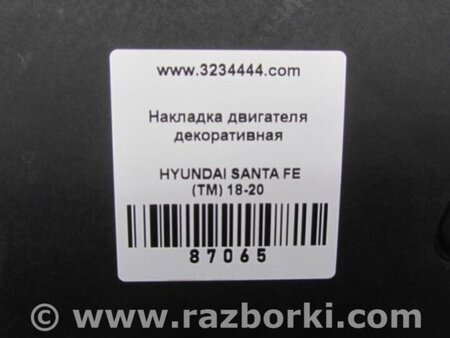 www.3234444.com
Накладка двигателя
декоративная
HYUNDAI SANTA FE
(TM) 18-20
87065
© www.razborki.com